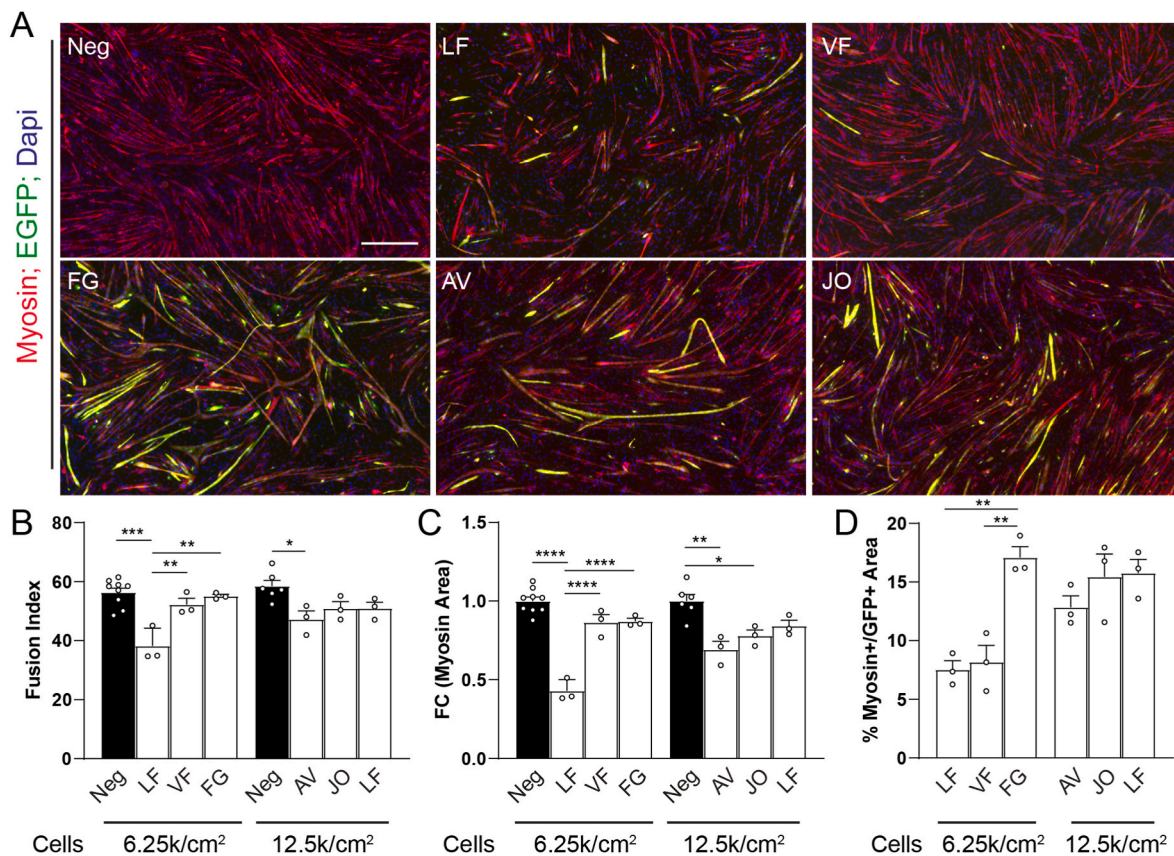 A
Myosin; EGFP; Dapi
Neg
LF
VF
FG
AV
JO
B
Fusion Index
80
60
40
20
0
***
**
**
*
Neg
LF
VF
FG
Neg
AV
JO
LF
Cells
6.25k/cm²
12.5k/cm²
C
FC (Myosin Area)
1.5
1.0
0.5
0.0
****
****
****
**
*
Neg
LF
VF
FG
Neg
AV
JO
LF
Cells
6.25k/cm²
12.5k/cm²
D
% Myosin+/GFP+ Area
20
15
10
5
0
**
**
LF
VF
FG
AV
JO
LF
Cells
6.25k/cm²
12.5k/cm²